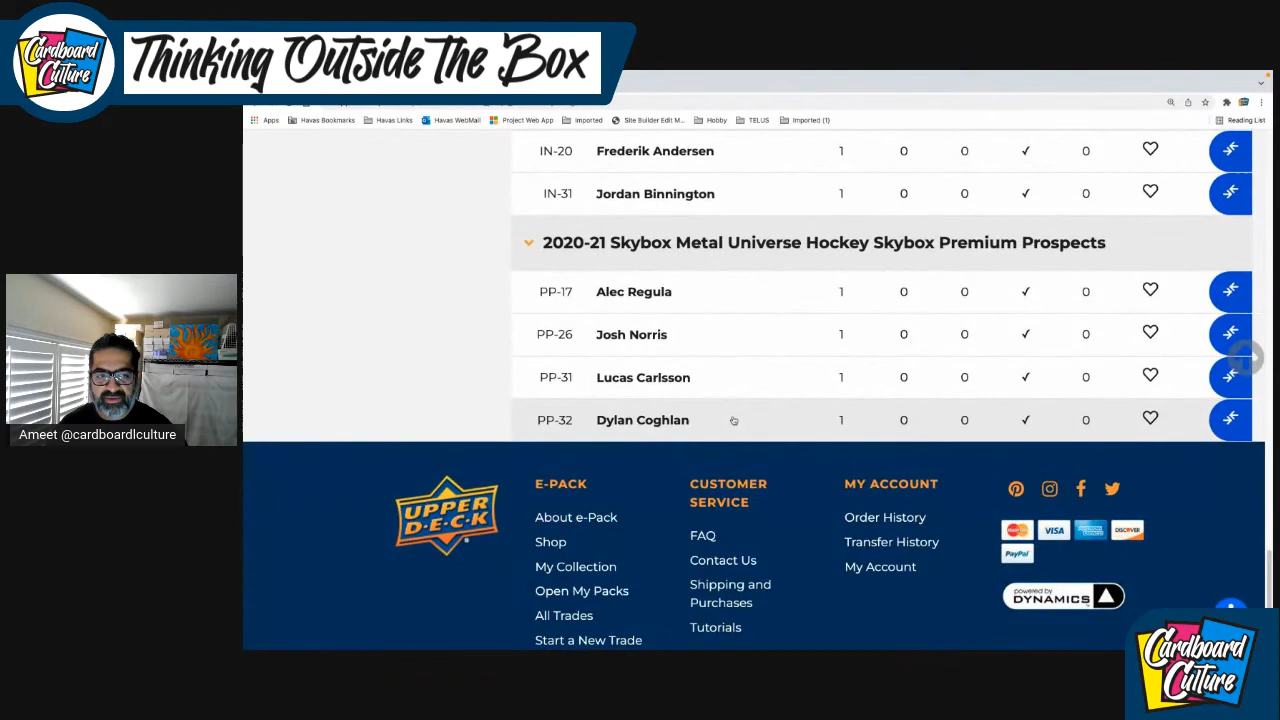 Cardboard
Culture
Thinking Outside The Box
Apps Havas Bookmarks Havas Links Havas WebMail Project Web App Imported Site Builder Edit M... Hobby TELUS Imported (1) Reading List
IN-20 Frederik Andersen 1 0 0 ✓ 0
IN-31 Jordan Binnington 1 0 0 ✓ 0
2020-21 Skybox Metal Universe Hockey Skybox Premium Prospects
PP-17 Alec Regula 1 0 0 ✓ 0
PP-26 Josh Norris 1 0 0 ✓ 0
PP-31 Lucas Carlsson 1 0 0 ✓ 0
PP-32 Dylan Coghlan 1 0 0 ✓ 0
Ameet @cardboardlculture
UPPER
D·E·C·K
E-PACK
About e-Pack
Shop
My Collection
Open My Packs
All Trades
Start a New Trade
CUSTOMER
SERVICE
FAQ
Contact Us
Shipping and
Purchases
Tutorials
MY ACCOUNT
Order History
Transfer History
My Account
MasterCard VISA DISCOVER
PayPal
powered by
DYNAMICS
Cardboard
Culture